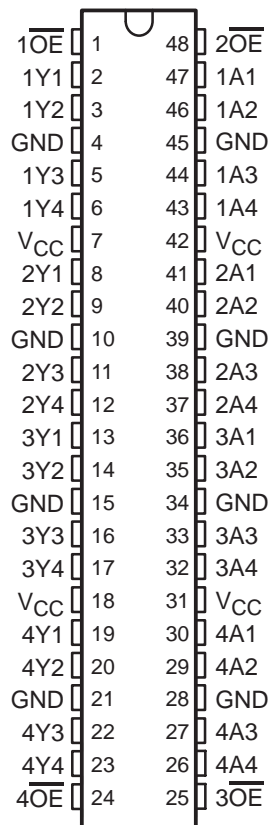 1O̅E̅ 1 48 2O̅E̅
1Y1 2 47 1A1
1Y2 3 46 1A2
GND 4 45 GND
1Y3 5 44 1A3
1Y4 6 43 1A4
VCC 7 42 VCC
2Y1 8 41 2A1
2Y2 9 40 2A2
GND 10 39 GND
2Y3 11 38 2A3
2Y4 12 37 2A4
3Y1 13 36 3A1
3Y2 14 35 3A2
GND 15 34 GND
3Y3 16 33 3A3
3Y4 17 32 3A4
VCC 18 31 VCC
4Y1 19 30 4A1
4Y2 20 29 4A2
GND 21 28 GND
4Y3 22 27 4A3
4Y4 23 26 4A4
4O̅E̅ 24 25 3O̅E̅